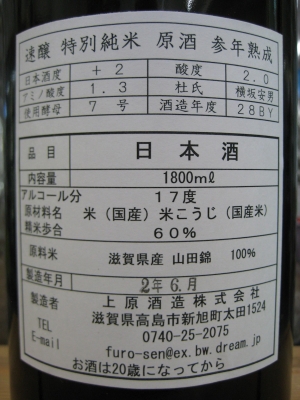 速醸 特別純米 原酒 参年熟成
日本酒度 +2 酸度 2.0
アミノ酸度 1.3 杜氏 横坂安男
使用酵母 7号 酒造年度 28BY
品目 日本酒
内容量 1800mℓ
アルコール分 17度
原材料名 米(国産)米こうじ(国産米)
精米歩合 60%
原料米 滋賀県産 山田錦 100%
製造年月 2年6.月
製造者 上原酒造株式会社
滋賀県高島市新旭町太田1524
TEL 0740-25-2075
E-mail furo-sen@ex.bw.dream.jp
お酒は20歳になってから